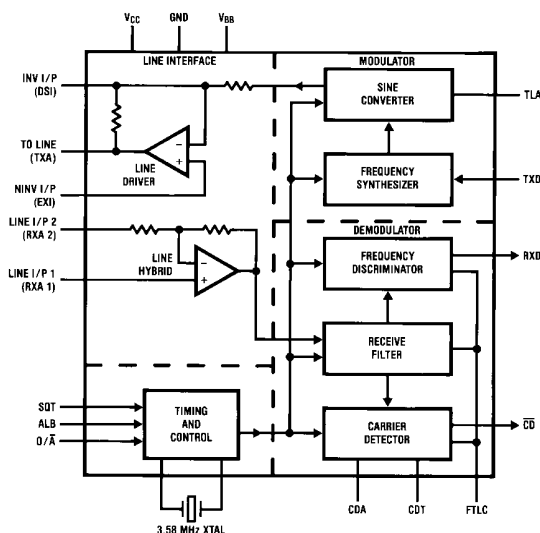 VCC GND VBB
LINE INTERFACE
MODULATOR
INV I/P
(DSI)
SINE
CONVERTER
TLA
TO LINE
(TXA)
−
+
LINE
DRIVER
NINV I/P
(EXI)
FREQUENCY
SYNTHESIZER
TXD
LINE I/P 2
(RXA 2)
DEMODULATOR
FREQUENCY
DISCRIMINATOR
RXD
LINE
HYBRID
−
+
LINE I/P 1
(RXA 1)
RECEIVE
FILTER
SQT
ALB
O/A̅
TIMING
AND
CONTROL
CARRIER
DETECTOR
C̅D̅
3.58 MHz XTAL
CDA CDT FTLC